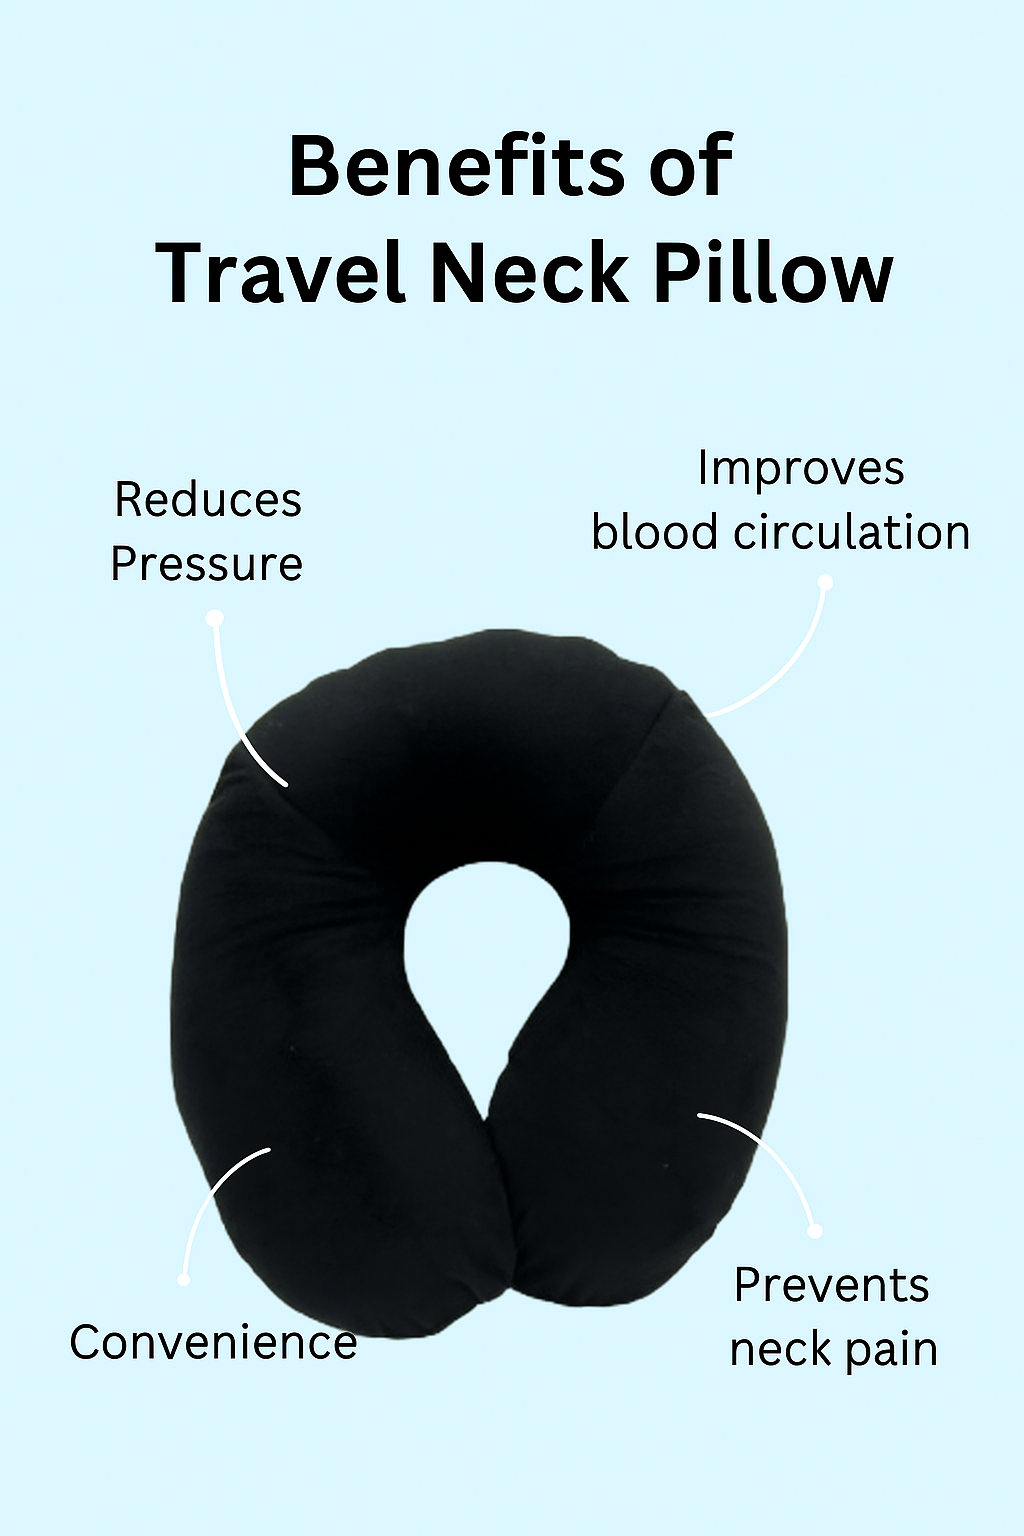 Benefits of
Travel Neck Pillow
Reduces
Pressure
Improves
blood circulation
Convenience
Prevents
neck pain